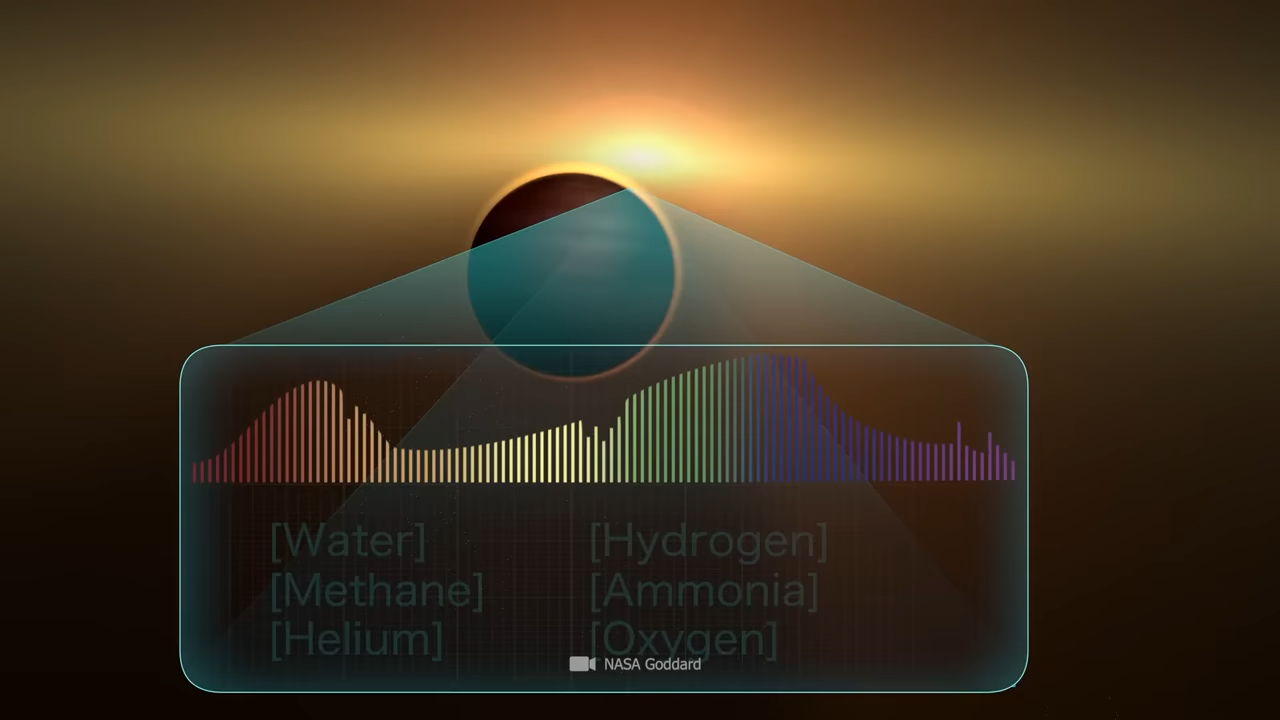 [Water]
[Methane]
[Helium]
[Hydrogen]
[Ammonia]
[Oxygen]
NASA Goddard